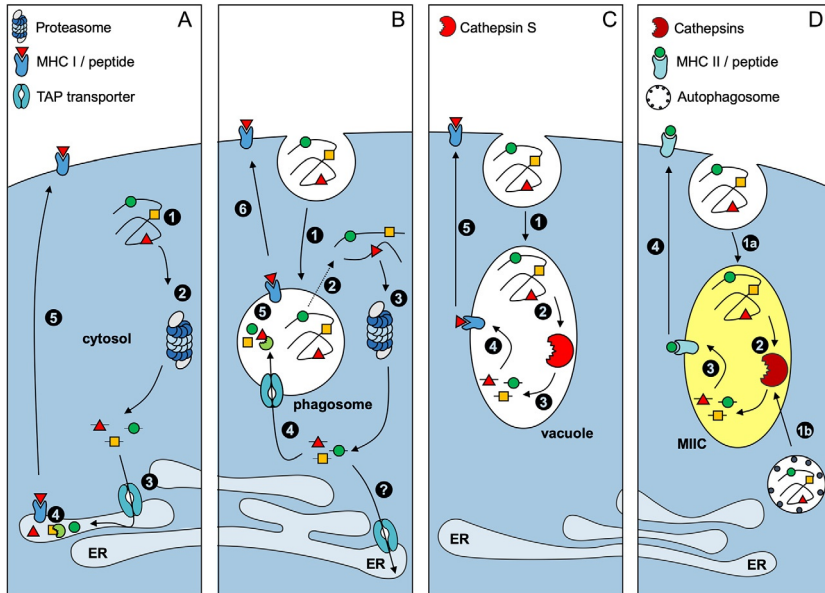 A
Proteasome
MHC I / peptide
TAP transporter
1
2
cytosol
5
3
4
ER
B
6
1
2
3
5
phagosome
4
?
ER
C
Cathepsin S
1
5
2
4
3
vacuole
ER
D
Cathepsins
MHC II / peptide
Autophagosome
1a
4
2
3
MIIC
1b
ER